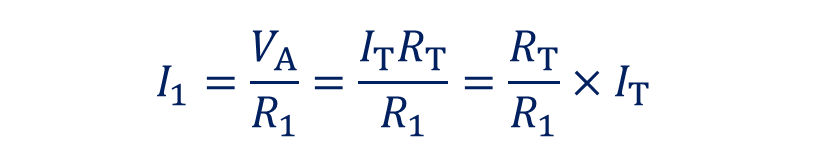 I₁ = V_A / R₁ = I_T R_T / R₁ = R_T / R₁ × I_T